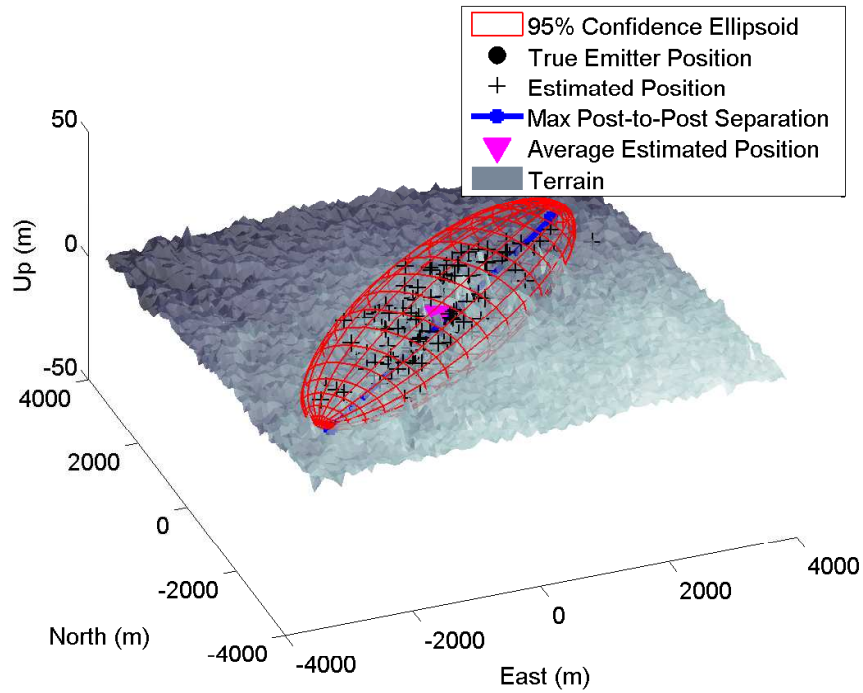 95% Confidence Ellipsoid
True Emitter Position
Estimated Position
Max Post-to-Post Separation
Average Estimated Position
Terrain
50
0
-50
Up (m)
4000
2000
0
-2000
-4000
North (m)
-4000
-2000
0
2000
4000
East (m)